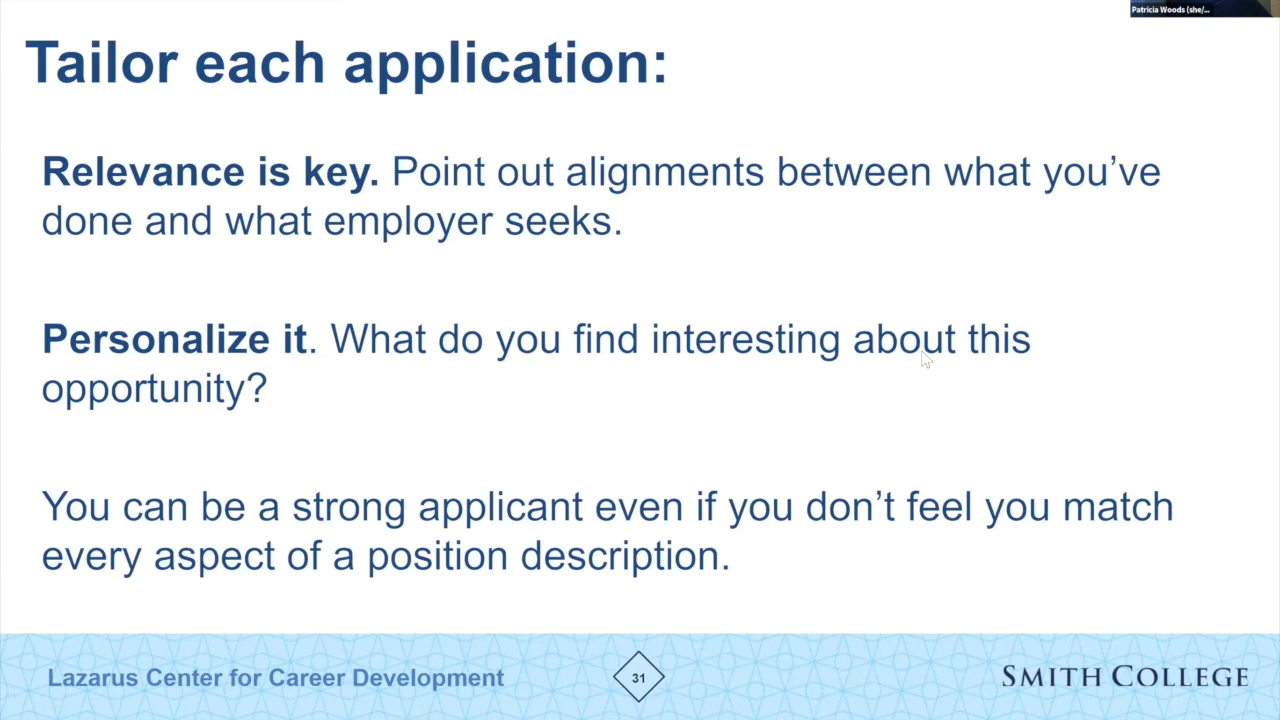 Patricia Woods (she/...
Tailor each application:
Relevance is key. Point out alignments between what you’ve
done and what employer seeks.
Personalize it. What do you find interesting about this
opportunity?
You can be a strong applicant even if you don’t feel you match
every aspect of a position description.
Lazarus Center for Career Development
31
SMITH COLLEGE